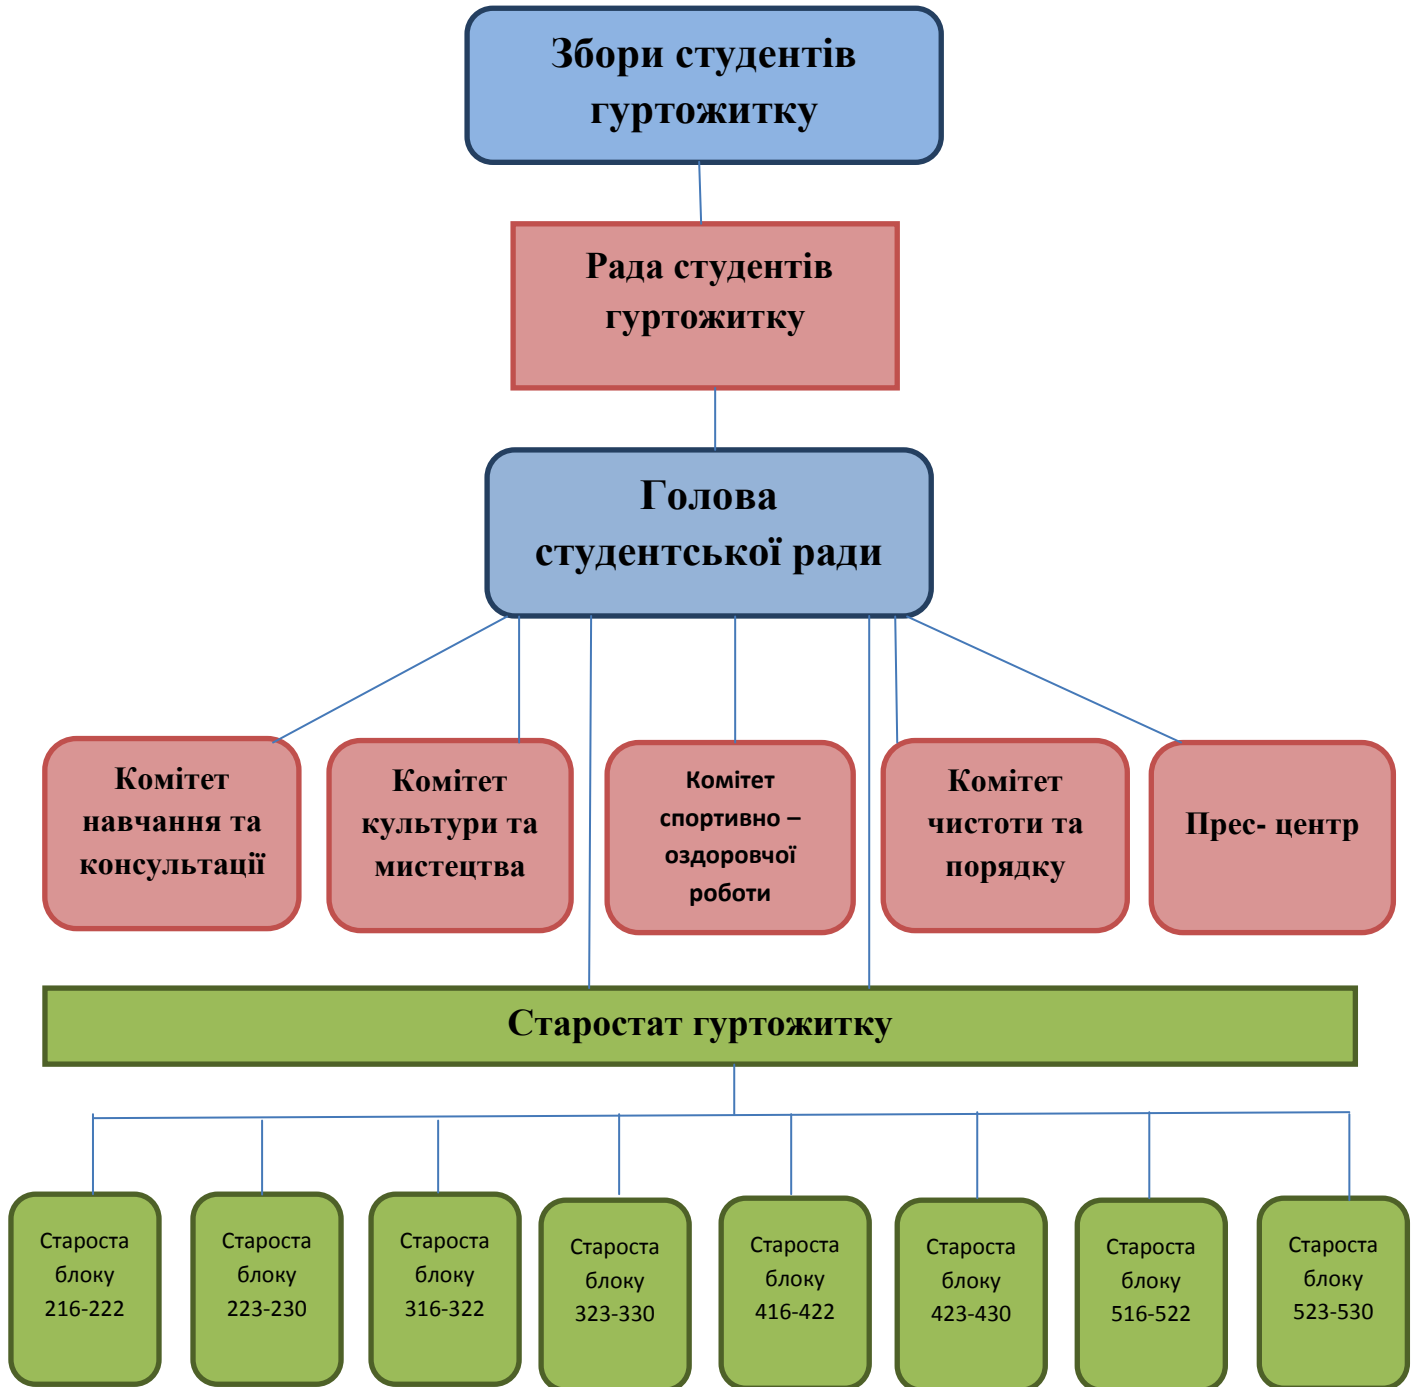 Збори студентів
гуртожитку
Рада студентів
гуртожитку
Голова
студентської ради
Комітет
навчання та
консультації
Комітет
культури та
мистецтва
Комітет
спортивно –
оздоровчої
роботи
Комітет
чистоти та
порядку
Прес- центр
Старостат гуртожитку
Староста
блоку
216-222
Староста
блоку
223-230
Староста
блоку
316-322
Староста
блоку
323-330
Староста
блоку
416-422
Староста
блоку
423-430
Староста
блоку
516-522
Староста
блоку
523-530